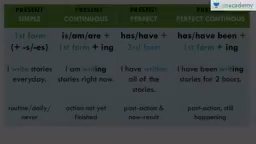 PRESENT SIMPLE
PRESENT CONTINUOUS
PRESENT PERFECT
PRESENT PERFECT CONTINUOUS
1st form
(+ -s/-es)
is/am/are +
1st form + ing
has/have +
3rd form
has/have been +
1st form + ing
I write stories
everyday.
I am writing
stories right now.
I have written
all of the
stories.
I have been writing
stories for 2 hours.
routine/daily/
never
action not yet
finished
past-action &
now-result
past-action, still
happening